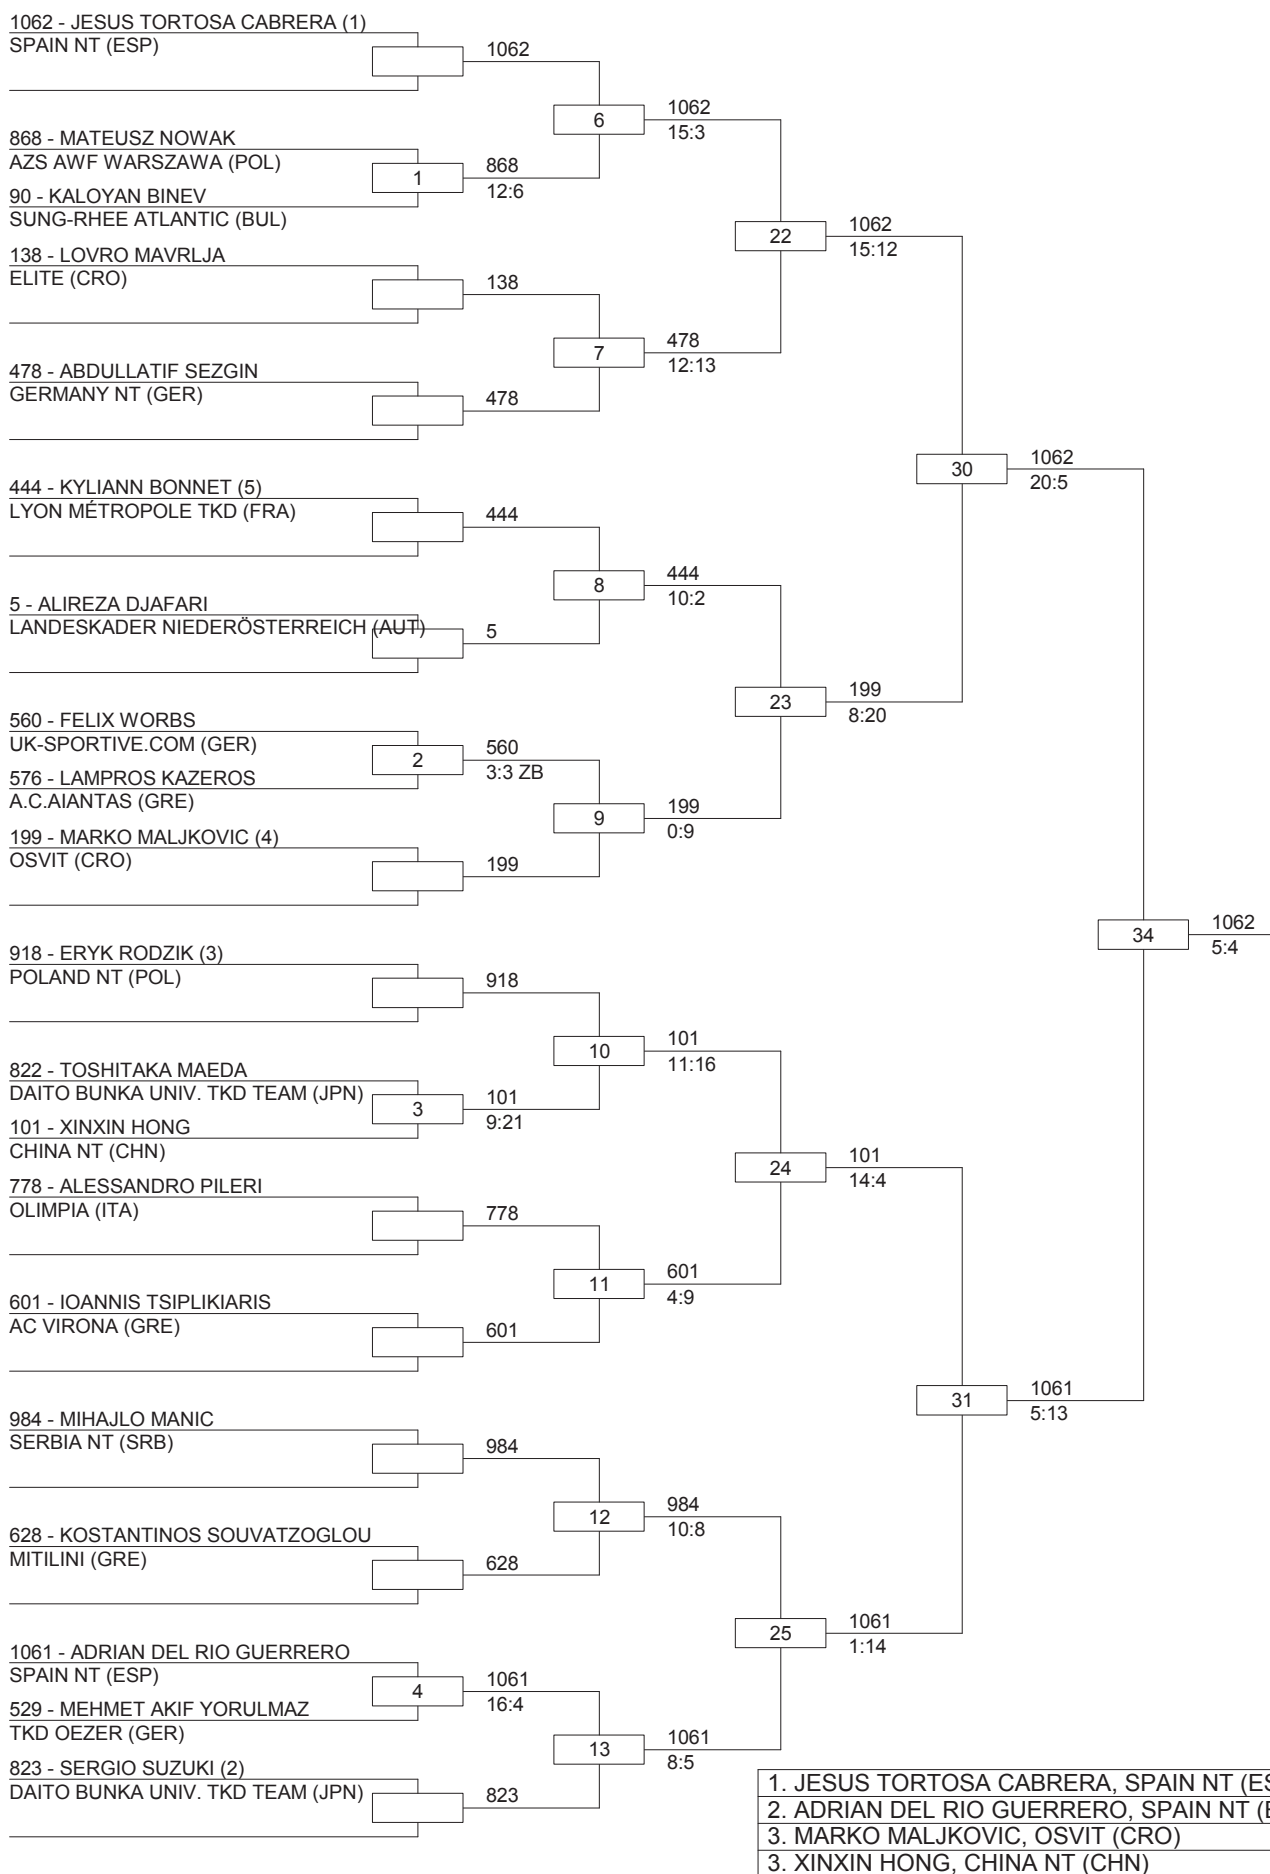 1062 - JESUS TORTOSA CABRERA (1)
SPAIN NT (ESP)
1062
6
1062
15:3
868 - MATEUSZ NOWAK
AZS AWF WARSZAWA (POL)
1
868
12:6
90 - KALOYAN BINEV
SUNG-RHEE ATLANTIC (BUL)
22
1062
15:12
138 - LOVRO MAVRLJA
ELITE (CRO)
138
7
478
12:13
478 - ABDULLATIF SEZGIN
GERMANY NT (GER)
478
30
1062
20:5
444 - KYLIANN BONNET (5)
LYON MÉTROPOLE TKD (FRA)
444
8
444
10:2
5 - ALIREZA DJAFARI
LANDESKADER NIEDERÖSTERREICH (AUT)
5
23
199
8:20
560 - FELIX WORBS
UK-SPORTIVE.COM (GER)
2
560
3:3 ZB
576 - LAMPROS KAZEROS
A.C.AIANTAS (GRE)
9
199
0:9
199 - MARKO MALJKOVIC (4)
OSVIT (CRO)
199
34
1062
5:4
918 - ERYK RODZIK (3)
POLAND NT (POL)
918
10
101
11:16
822 - TOSHITAKA MAEDA
DAITO BUNKA UNIV. TKD TEAM (JPN)
3
101
9:21
101 - XINXIN HONG
CHINA NT (CHN)
24
101
14:4
778 - ALESSANDRO PILERI
OLIMPIA (ITA)
778
11
601
4:9
601 - IOANNIS TSIPLIKIARIS
AC VIRONA (GRE)
601
31
1061
5:13
984 - MIHAJLO MANIC
SERBIA NT (SRB)
984
12
984
10:8
628 - KOSTANTINOS SOUVATZOGLOU
MITILINI (GRE)
628
25
1061
1:14
1061 - ADRIAN DEL RIO GUERRERO
SPAIN NT (ESP)
4
1061
16:4
529 - MEHMET AKIF YORULMAZ
TKD OEZER (GER)
13
1061
8:5
823 - SERGIO SUZUKI (2)
DAITO BUNKA UNIV. TKD TEAM (JPN)
823
1. JESUS TORTOSA CABRERA, SPAIN NT
2. ADRIAN DEL RIO GUERRERO, SPAIN NT
3. MARKO MALJKOVIC, OSVIT (CRO)
3. XINXIN HONG, CHINA NT (CHN)